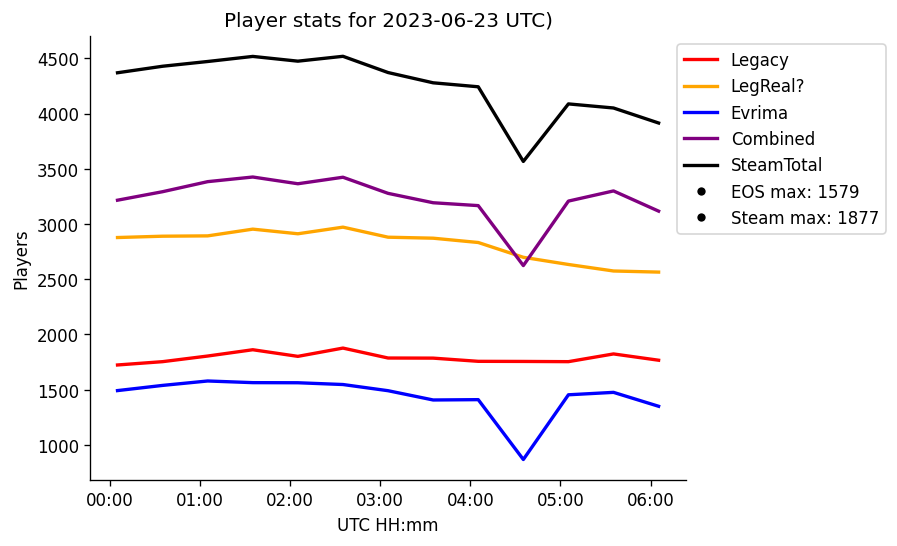 Player stats for 2023-06-23 UTC)
4500
4000
3500
3000
2500
2000
1500
1000
Players
00:00 01:00 02:00 03:00 04:00 05:00 06:00
UTC HH:mm
Legacy
LegReal?
Evrima
Combined
SteamTotal
EOS max: 1579
Steam max: 1877